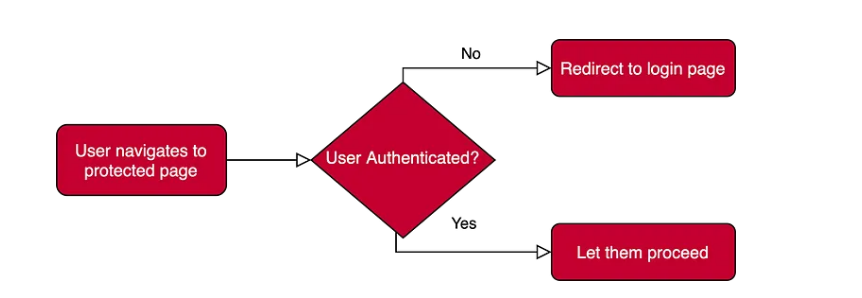 User navigates to
protected page
User Authenticated?
No
Redirect to login page
Yes
Let them proceed